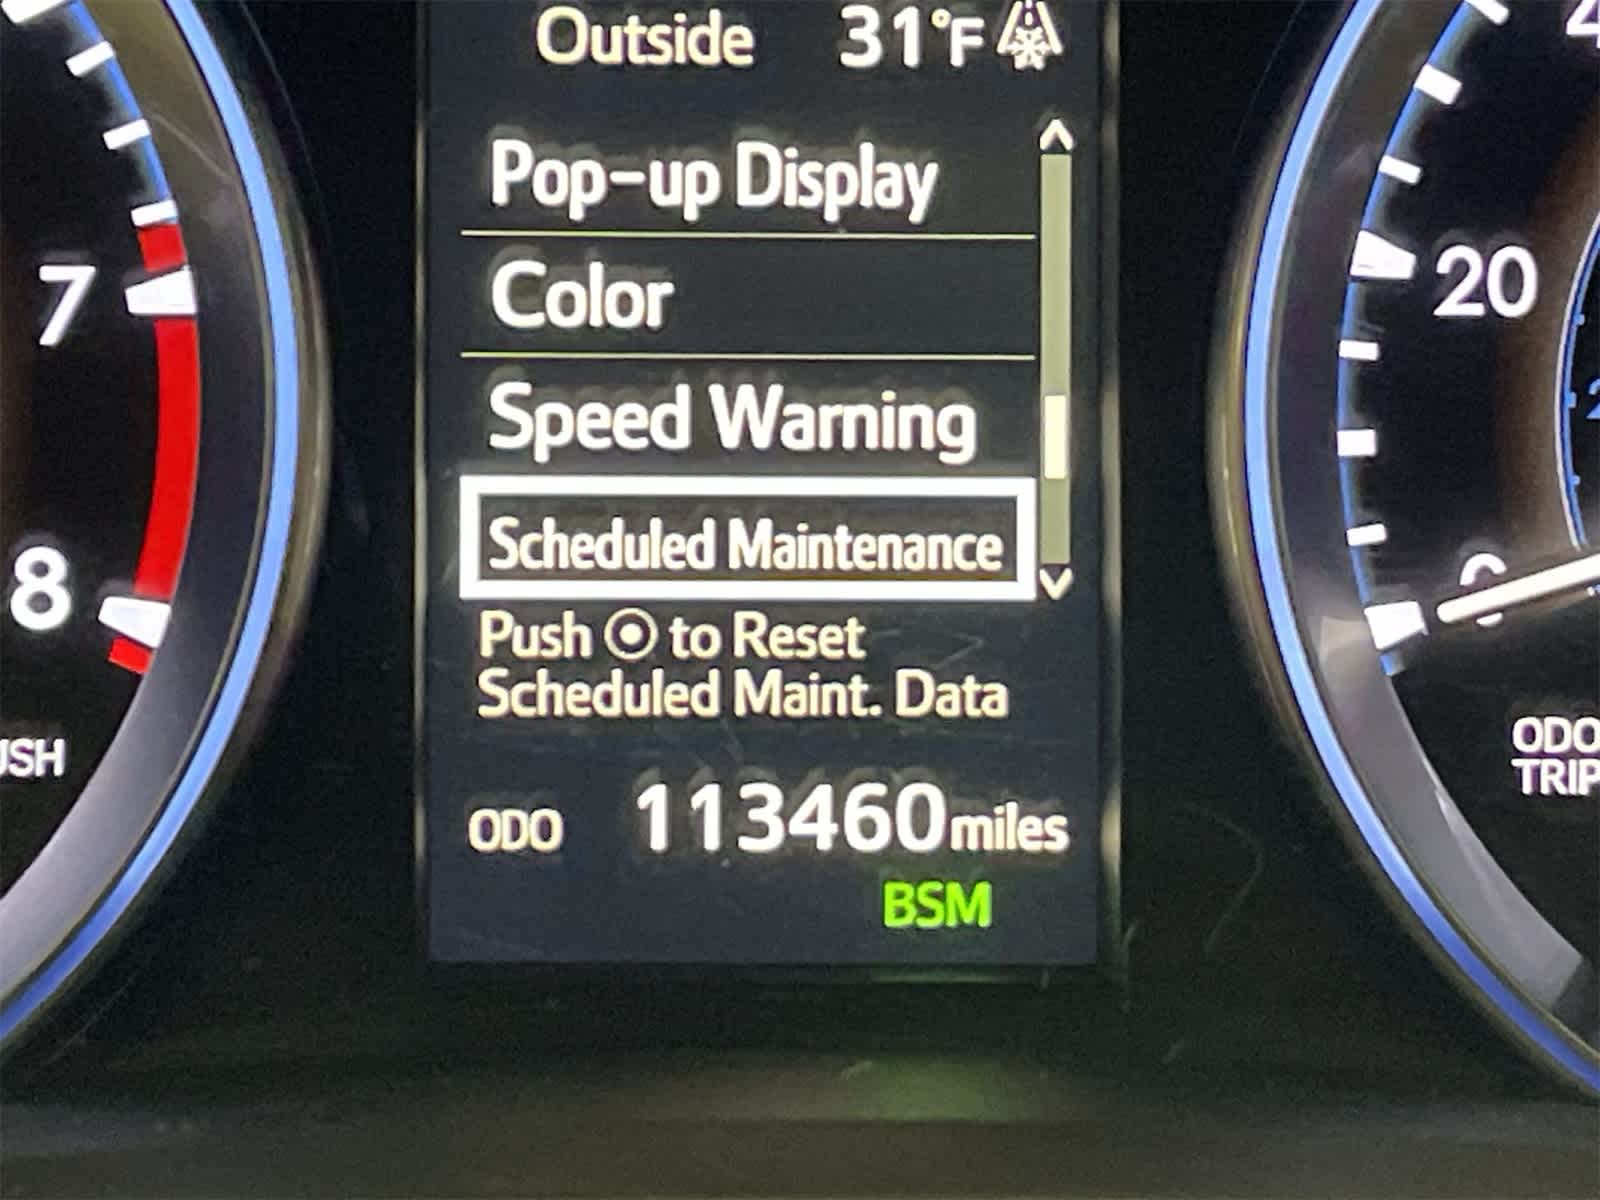 Outside 31°F
Pop-up Display
Color
Speed Warning
Scheduled Maintenance
Push ⦿ to Reset
Scheduled Maint. Data
ODO 113460 miles
BSM
7
8
20
0
ODO
TRIP